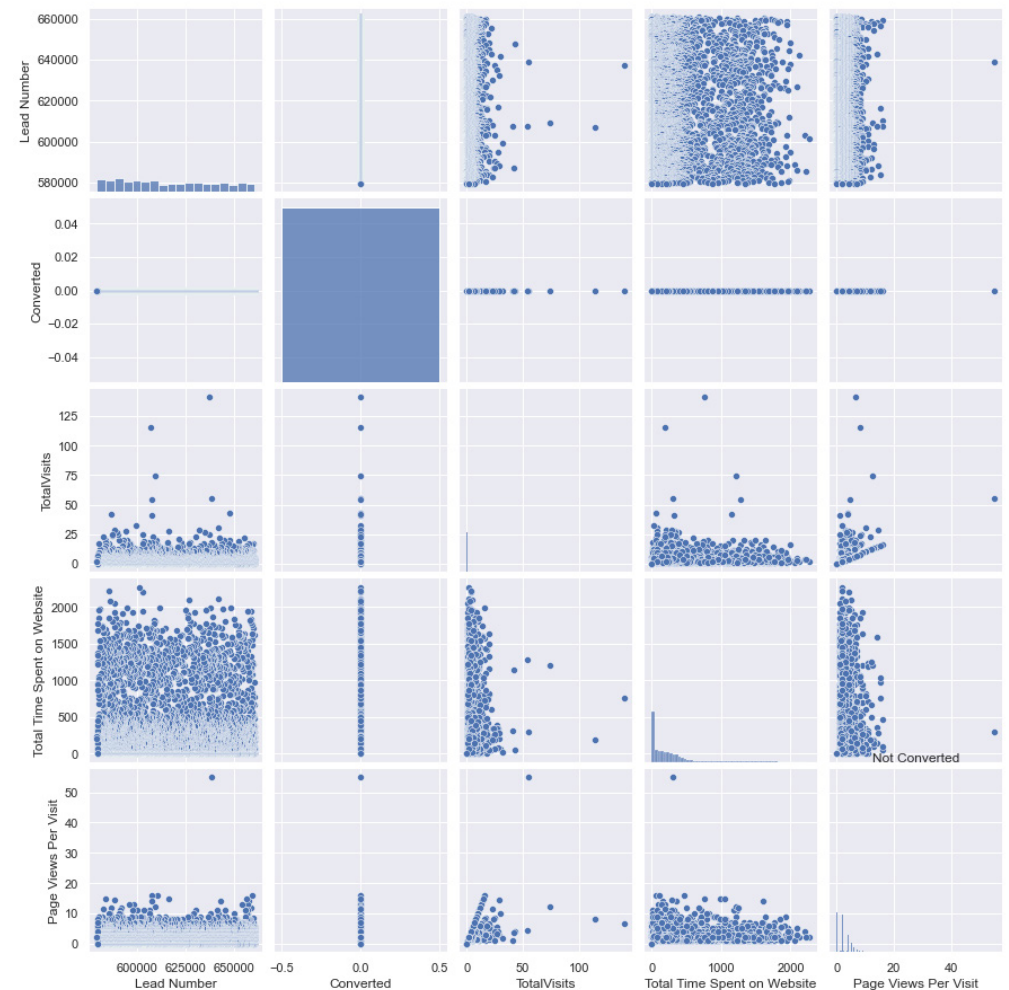 660000
640000
620000
600000
580000
Lead Number
0.04
0.02
0.00
−0.02
−0.04
Converted
125
100
75
50
25
0
TotalVisits
2000
1500
1000
500
0
Total Time Spent on Website
Not Converted
50
40
30
20
10
0
Page Views Per Visit
600000 625000 650000
−0.5 0.0 0.5
0 50 100
0 1000 2000
0 20 40
Lead Number
Converted
TotalVisits
Total Time Spent on Website
Page Views Per Visit